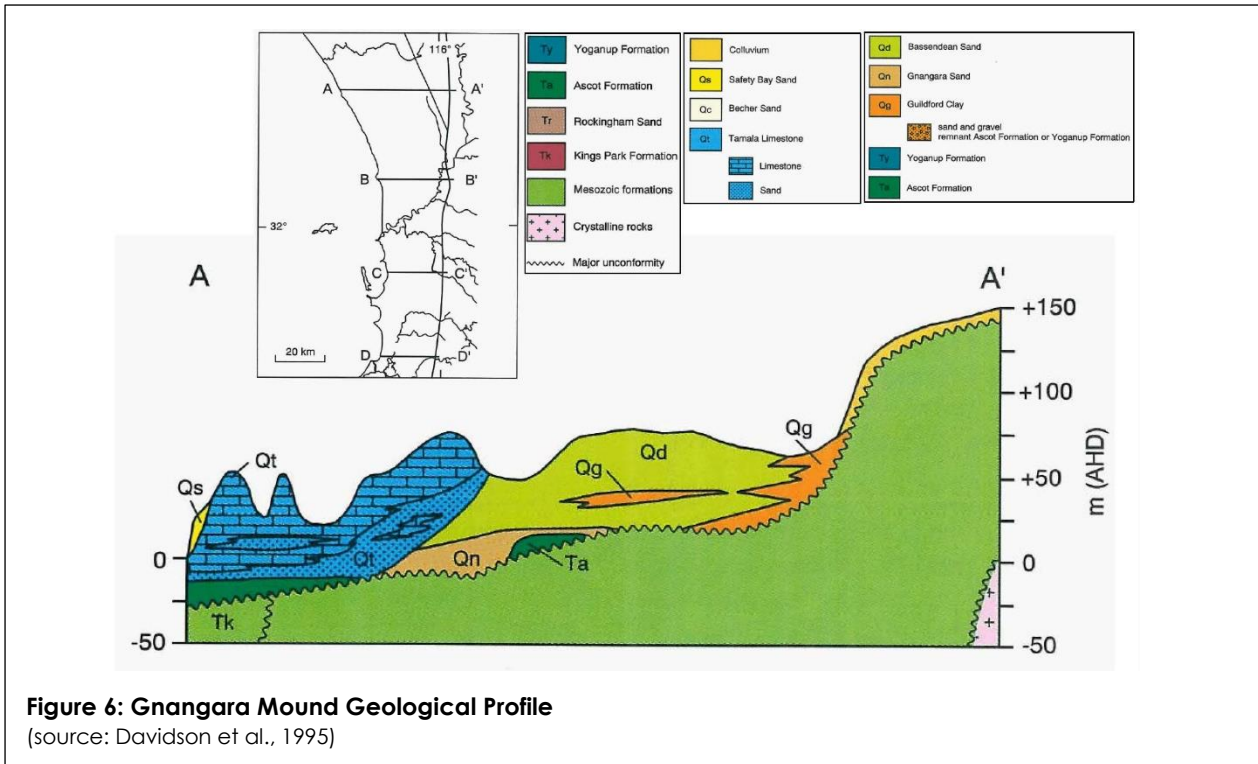 116°
A A'
B B'
32°
C C'
20 km
D D'
Ty Yoganup Formation
Ta Ascot Formation
Tr Rockingham Sand
Tk Kings Park Formation
Mesozoic formations
Crystalline rocks
Major unconformity
Colluvium
Qs Safety Bay Sand
Qc Becher Sand
Qt Tamala Limestone
Limestone
Sand
Qd Bassendean Sand
Qn Gnangara Sand
Qg Guildford Clay
sand and gravel
remnant Ascot Formation or Yoganup Formation
Ty Yoganup Formation
Ta Ascot Formation
A A'
+150
+100
+50
0
-50
m (AHD)
0
-50
Qs
Qt
Qt
Qn
Ta
Tk
Qg
Qd
Qg
Figure 6: Gnangara Mound Geological Profile
(source: Davidson et al., 1995)